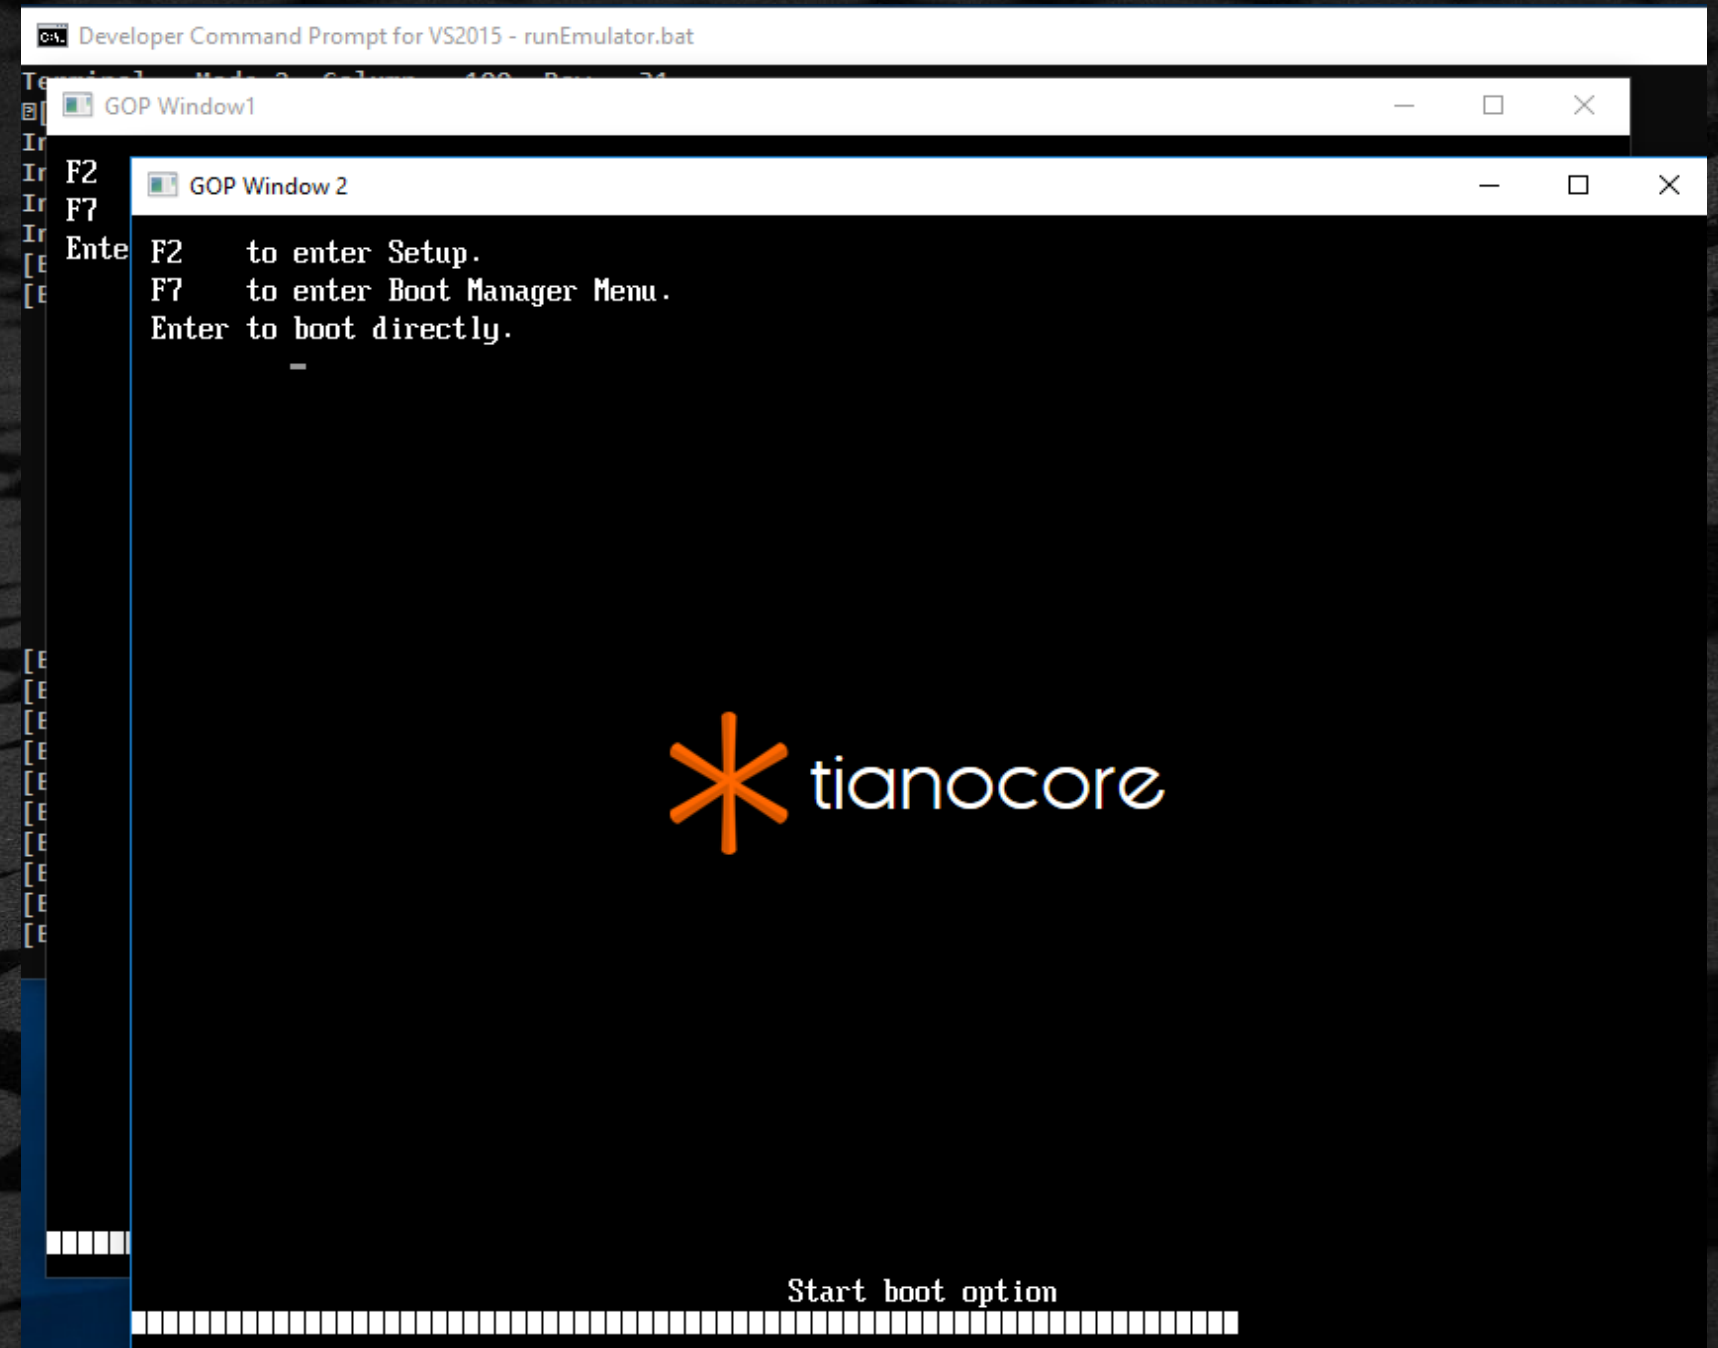 Developer Command Prompt for VS2015 - runEmulator.bat
GOP Window1
F2
F7
Ente
GOP Window 2
F2 to enter Setup.
F7 to enter Boot Manager Menu.
Enter to boot directly.
tianocore
Start boot option